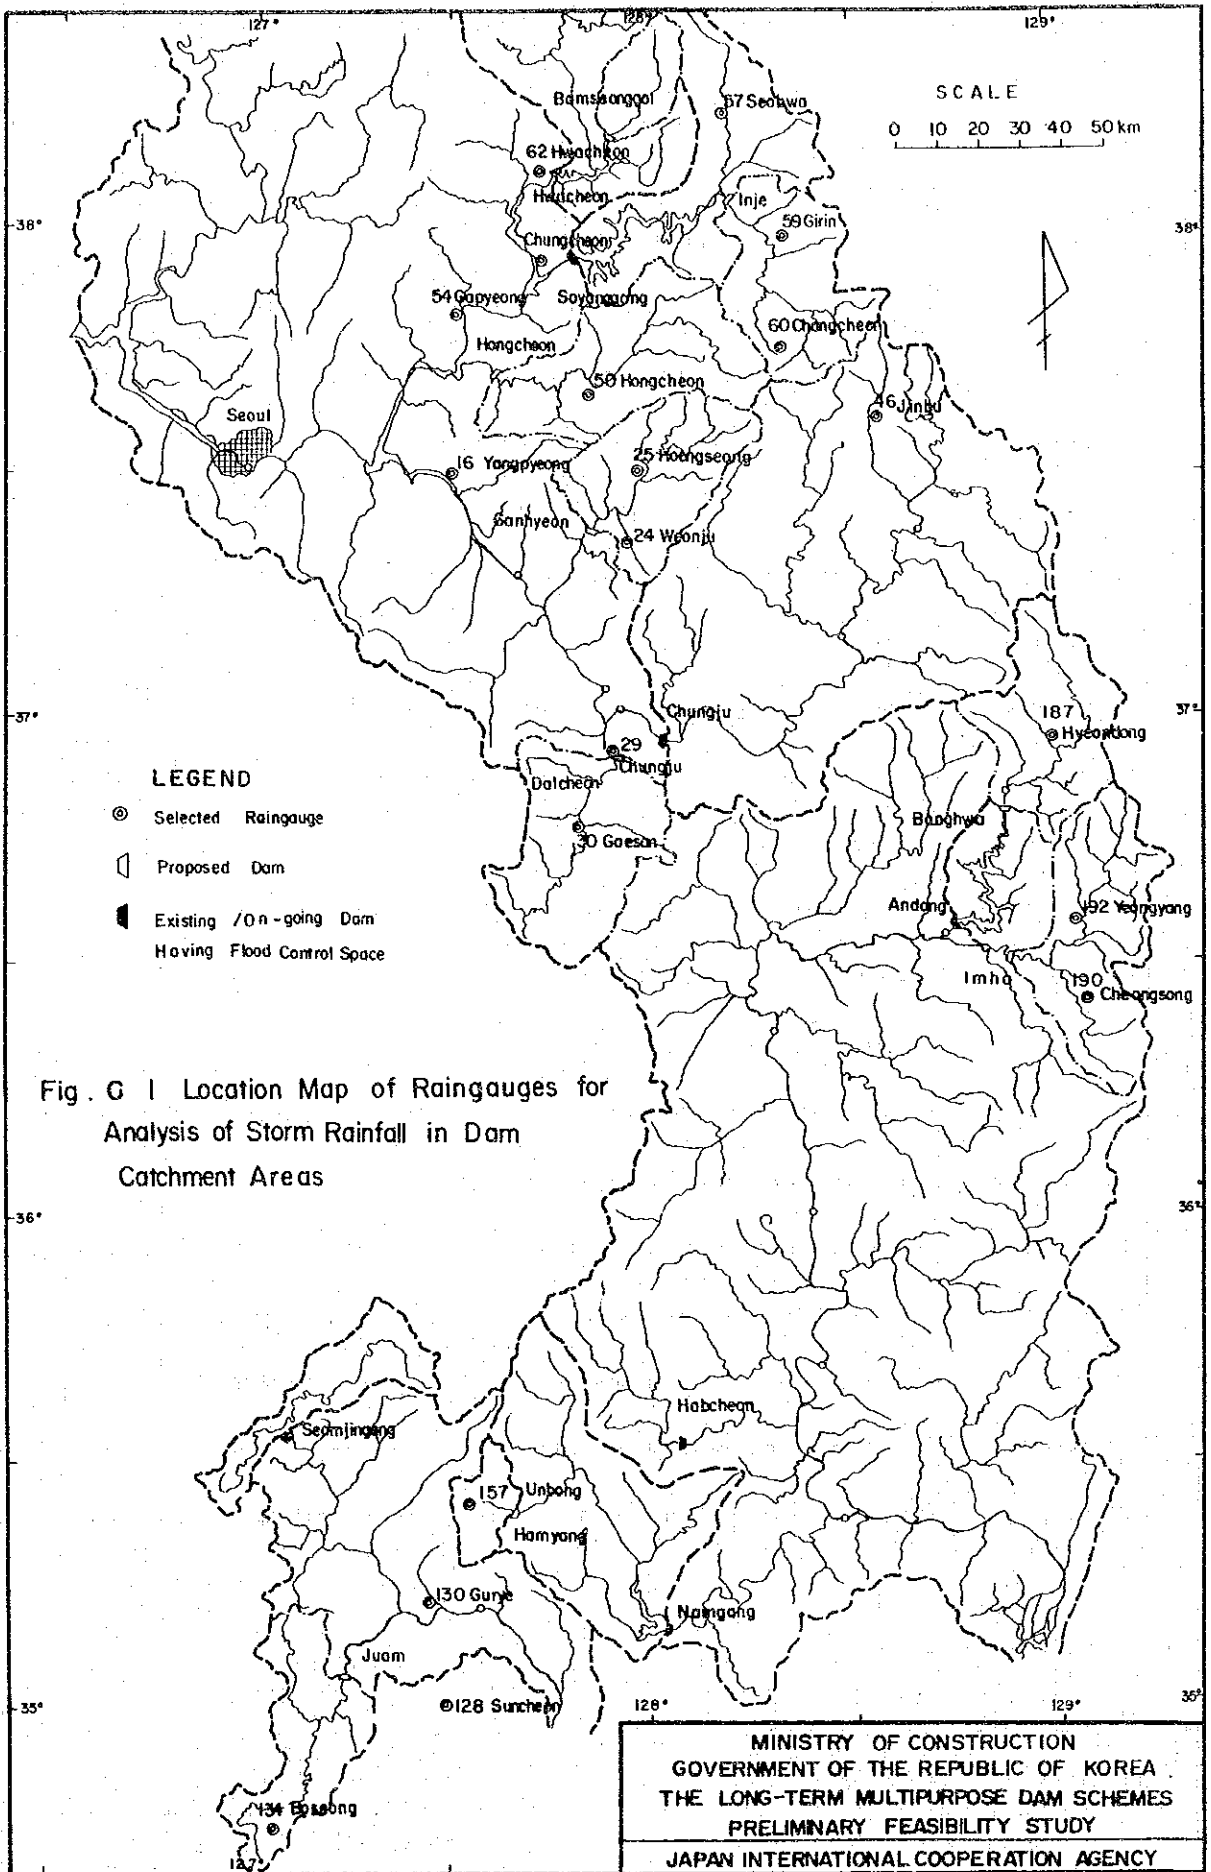 127°
128°
129°
SCALE
0 10 20 30 40 50 km
Bamseonggol
57 Seohwa
62 Hwacheon
Hwacheon
Inje
59 Girin
38°
38°
Chungcheon
Soyanggang
54 Gapyeong
60 Changcheon
Hongcheon
50 Hongcheon
46 Jinbu
Seoul
16 Yangpyeong
25 Hoengseong
Ganhyeon
24 Weonju
37°
37°
Chungju
187
Hyeondong
29
Chungju
LEGEND
Dalcheon
Selected Raingauge
30 Goesan
Banghwa
Proposed Dam
Andong
192 Yeongyang
Existing / On-going Dam
Having Flood Control Space
Imha
190
Cheongsong
Fig. G 1 Location Map of Raingauges for
Analysis of Storm Rainfall in Dam
Catchment Areas
36°
36°
Habcheon
Seomjingang
157 Unbong
Hamyang
130 Gurye
Namgang
Juam
35°
128 Suncheon
128°
129°
35°
134 Boseong
127°
MINISTRY OF CONSTRUCTION
GOVERNMENT OF THE REPUBLIC OF KOREA
THE LONG-TERM MULTIPURPOSE DAM SCHEMES
PRELIMINARY FEASIBILITY STUDY
JAPAN INTERNATIONAL COOPERATION AGENCY